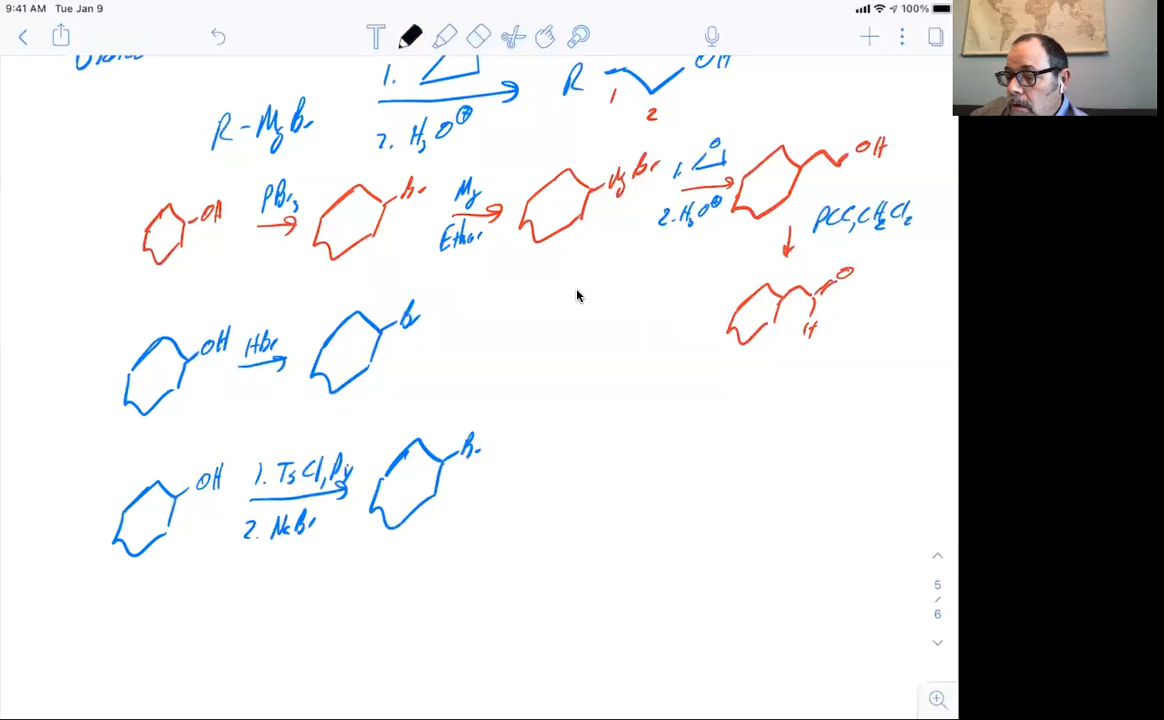 9:41 AM Tue Jan 9
100%
T
1.
OH
R 1 2
R-MgBr
2. H3O⊕
OH PBr3 Br Mg Ether MgBr 1. O 2. H3O⊕ OH
PCC, CH2Cl2
O
H
OH HBr Br
OH 1. TsCl, Py Br
2. NaBr
5
/
6